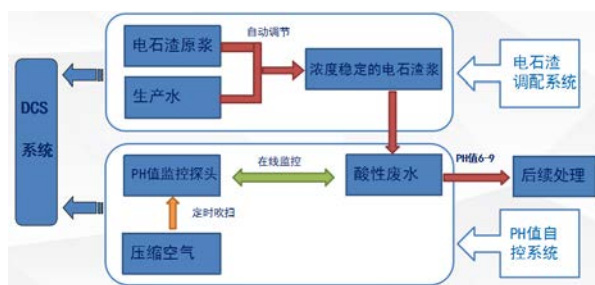 自动调节
电石渣原浆
浓度稳定的电石渣浆
生产水
电石渣
调配系统
DCS
系统
PH值监控探头
在线监控
酸性废水
PH值6-9
后续处理
定时吹扫
压缩空气
PH值自
控系统